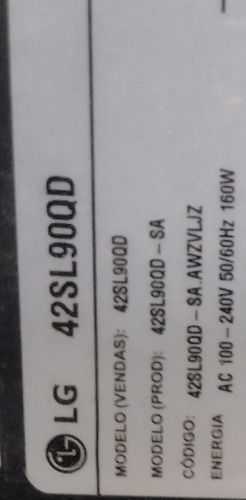 LG 42SL90QD
MODELO (VENDAS): 42SL90QD
MODELO (PROD): 42SL90QD - SA
CÓDIGO: 42SL90QD - SA.AWZVLJZ
ENERGIA AC 100 - 240V 50/60Hz 160W